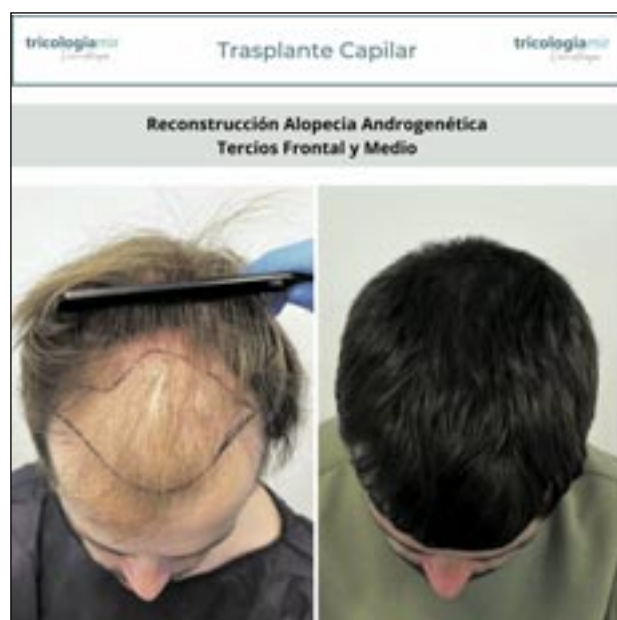 tricologiamir
Trasplante Capilar
tricologiamir
Reconstrucción Alopecia Androgenética
Tercios Frontal y Medio